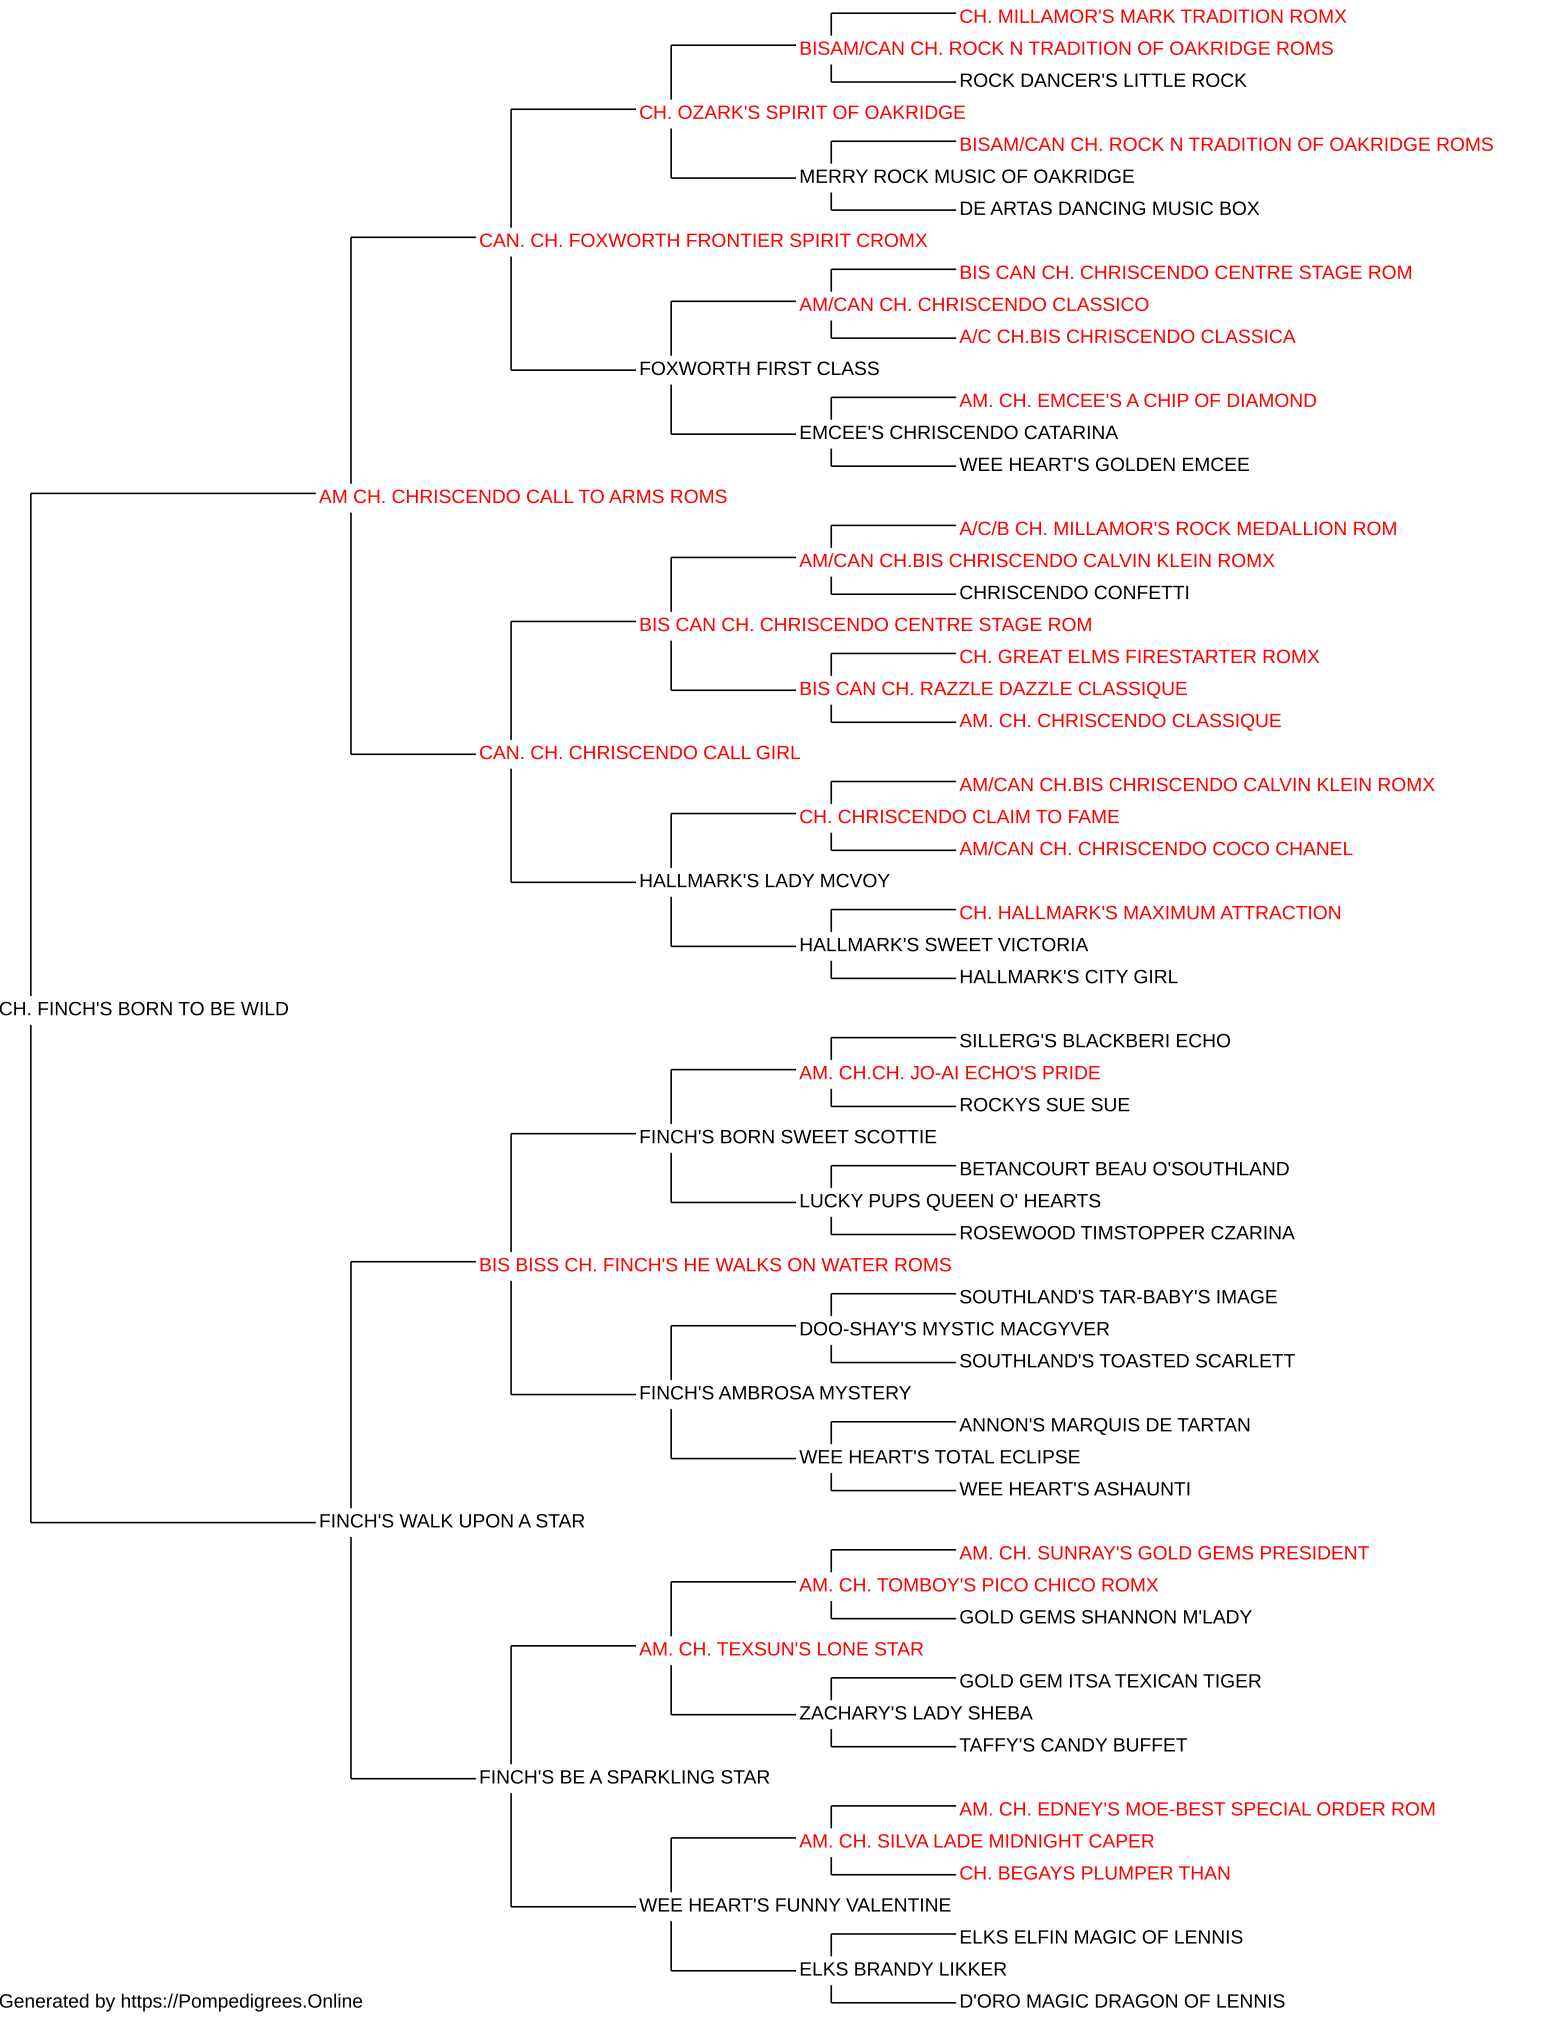 CH. MILLAMOR'S MARK TRADITION ROMX
BISAM/CAN CH. ROCK N TRADITION OF OAKRIDGE ROMS
ROCK DANCER'S LITTLE ROCK
CH. OZARK'S SPIRIT OF OAKRIDGE
BISAM/CAN CH. ROCK N TRADITION OF OAKRIDGE ROMS
MERRY ROCK MUSIC OF OAKRIDGE
DE ARTAS DANCING MUSIC BOX
CAN. CH. FOXWORTH FRONTIER SPIRIT CROMX
BIS CAN CH. CHRISCENDO CENTRE STAGE ROM
AM/CAN CH. CHRISCENDO CLASSICO
A/C CH.BIS CHRISCENDO CLASSICA
FOXWORTH FIRST CLASS
AM. CH. EMCEE'S A CHIP OF DIAMOND
EMCEE'S CHRISCENDO CATARINA
WEE HEART'S GOLDEN EMCEE
AM CH. CHRISCENDO CALL TO ARMS ROMS
A/C/B CH. MILLAMOR'S ROCK MEDALLION ROM
AM/CAN CH.BIS CHRISCENDO CALVIN KLEIN ROMX
CHRISCENDO CONFETTI
BIS CAN CH. CHRISCENDO CENTRE STAGE ROM
CH. GREAT ELMS FIRESTARTER ROMX
BIS CAN CH. RAZZLE DAZZLE CLASSIQUE
AM. CH. CHRISCENDO CLASSIQUE
CAN. CH. CHRISCENDO CALL GIRL
AM/CAN CH.BIS CHRISCENDO CALVIN KLEIN ROMX
CH. CHRISCENDO CLAIM TO FAME
AM/CAN CH. CHRISCENDO COCO CHANEL
HALLMARK'S LADY MCVOY
CH. HALLMARK'S MAXIMUM ATTRACTION
HALLMARK'S SWEET VICTORIA
HALLMARK'S CITY GIRL
CH. FINCH'S BORN TO BE WILD
SILLERG'S BLACKBERI ECHO
AM. CH.CH. JO-AI ECHO'S PRIDE
ROCKYS SUE SUE
FINCH'S BORN SWEET SCOTTIE
BETANCOURT BEAU O'SOUTHLAND
LUCKY PUPS QUEEN O' HEARTS
ROSEWOOD TIMSTOPPER CZARINA
BIS BISS CH. FINCH'S HE WALKS ON WATER ROMS
SOUTHLAND'S TAR-BABY'S IMAGE
DOO-SHAY'S MYSTIC MACGYVER
SOUTHLAND'S TOASTED SCARLETT
FINCH'S AMBROSA MYSTERY
ANNON'S MARQUIS DE TARTAN
WEE HEART'S TOTAL ECLIPSE
WEE HEART'S ASHAUNTI
FINCH'S WALK UPON A STAR
AM. CH. SUNRAY'S GOLD GEMS PRESIDENT
AM. CH. TOMBOY'S PICO CHICO ROMX
GOLD GEMS SHANNON M'LADY
AM. CH. TEXSUN'S LONE STAR
GOLD GEM ITSA TEXICAN TIGER
ZACHARY'S LADY SHEBA
TAFFY'S CANDY BUFFET
FINCH'S BE A SPARKLING STAR
AM. CH. EDNEY'S MOE-BEST SPECIAL ORDER ROM
AM. CH. SILVA LADE MIDNIGHT CAPER
CH. BEGAYS PLUMPER THAN
WEE HEART'S FUNNY VALENTINE
ELKS ELFIN MAGIC OF LENNIS
ELKS BRANDY LIKKER
D'ORO MAGIC DRAGON OF LENNIS
Generated by https://Pompedigrees.Online